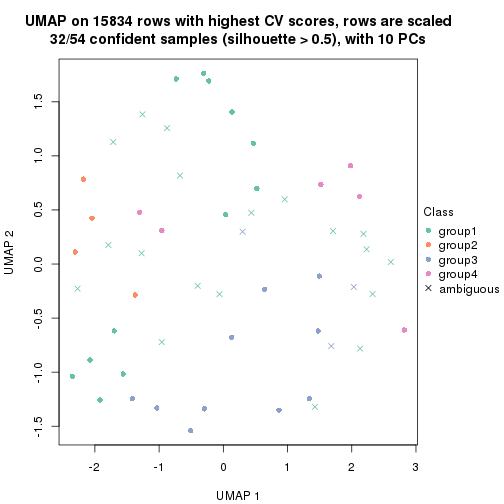 UMAP on 15834 rows with highest CV scores, rows are scaled
32/54 confident samples (silhouette > 0.5), with 10 PCs
UMAP 2
1.5
1.0
0.5
0.0
-0.5
-1.0
-1.5
-2
-1
0
1
2
3
UMAP 1
Class
group1
group2
group3
group4
ambiguous